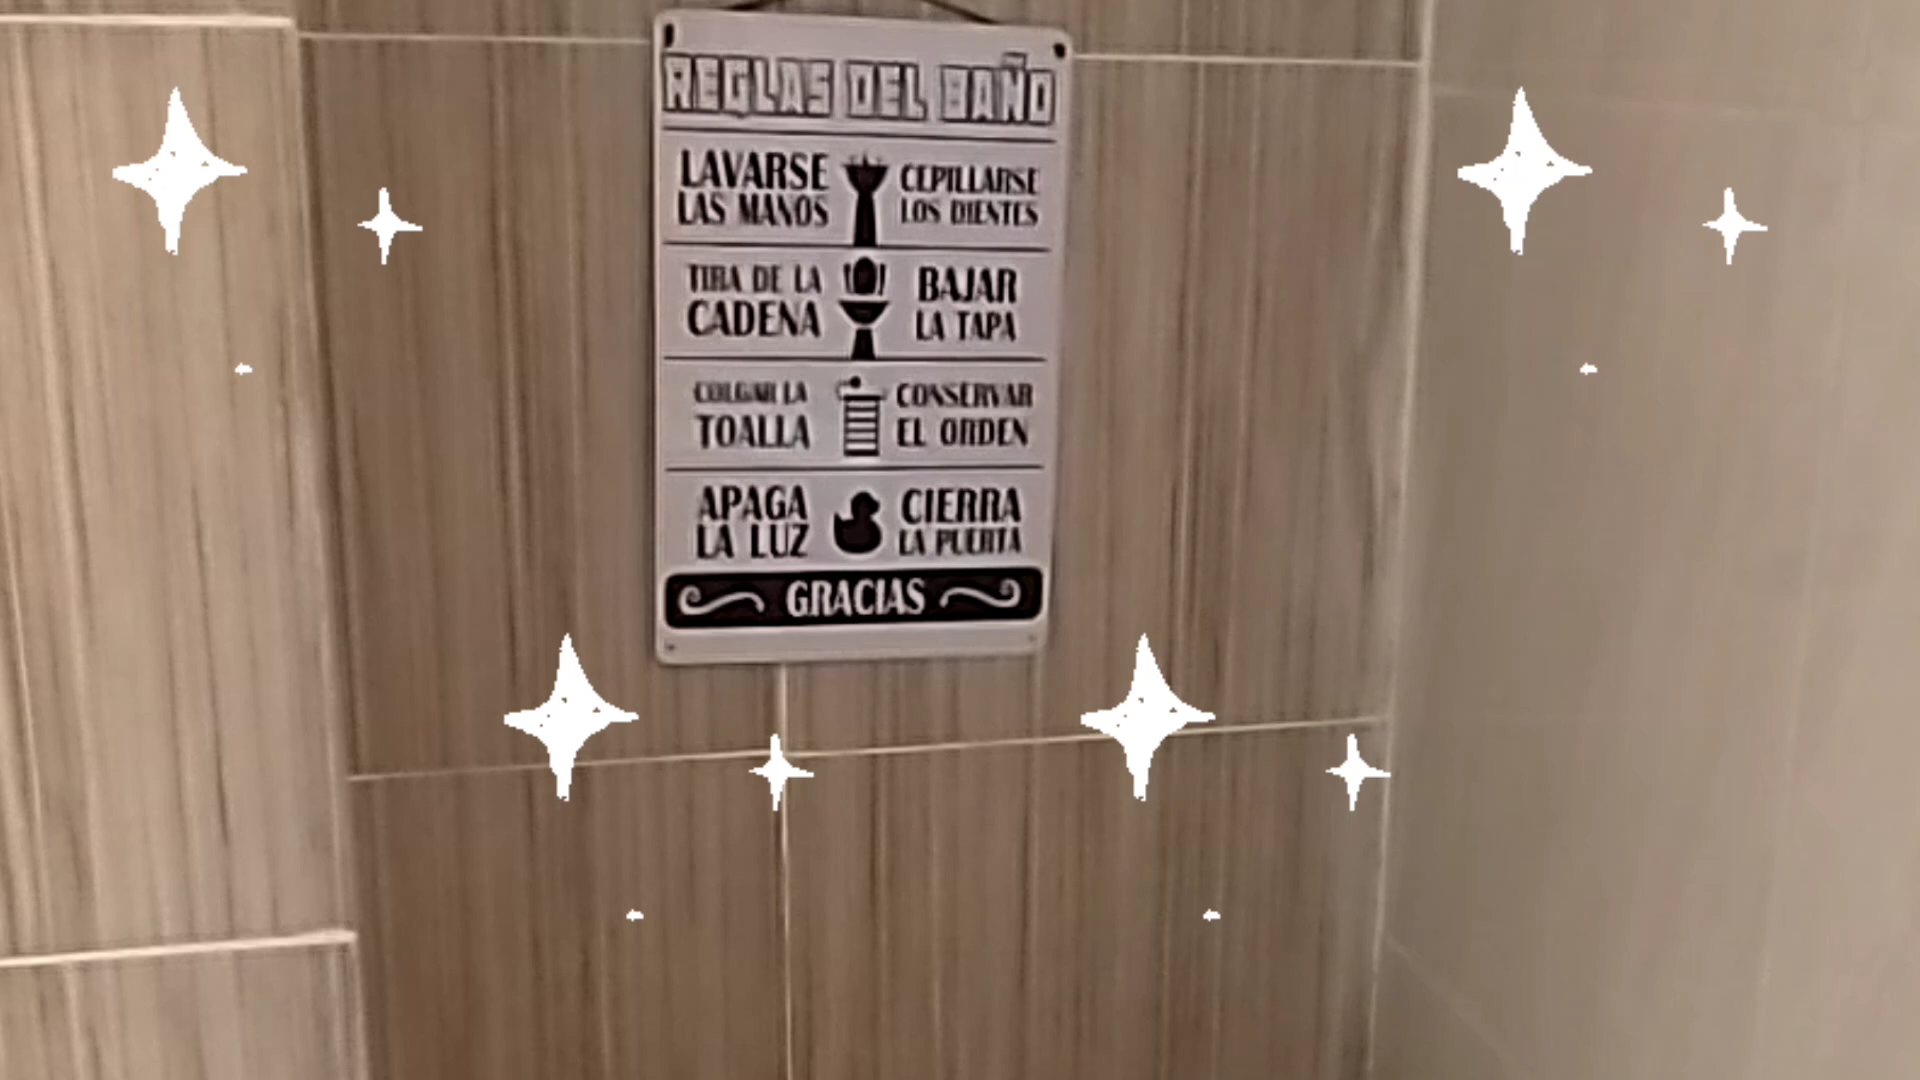 REGLAS DEL BAÑO
LAVARSE
LAS MANOS
CEPILLARSE
LOS DIENTES
TIRA DE LA
CADENA
BAJAR
LA TAPA
COLGAR LA
TOALLA
CONSERVAR
EL ORDEN
APAGA
LA LUZ
CIERRA
LA PUERTA
GRACIAS